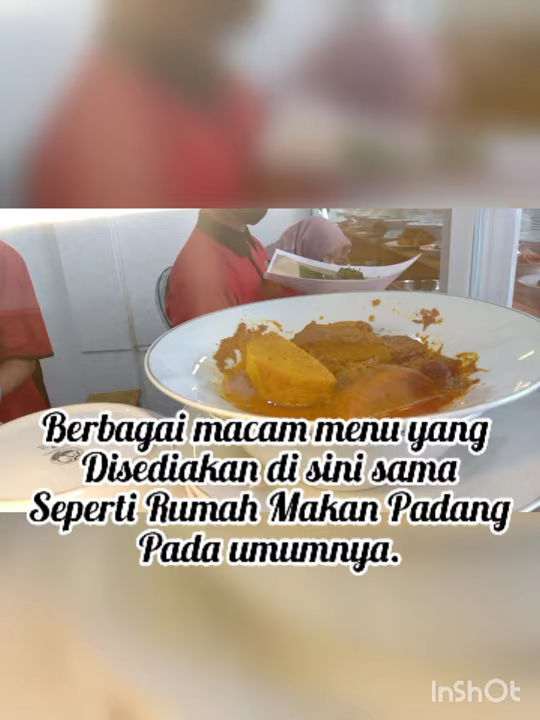 Berbagai macam menu yang
Disediakan di sini sama
Seperti Rumah Makan Padang
Pada umumnya.
InShOt